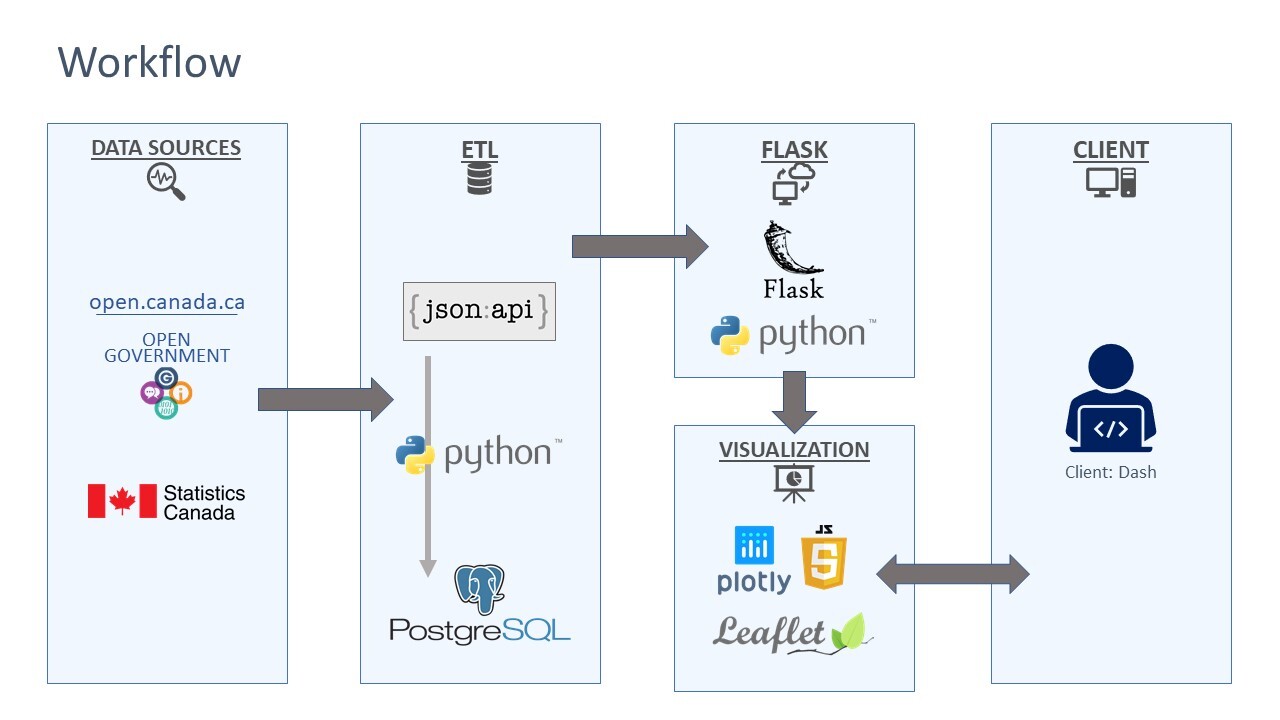 Workflow
DATA SOURCES
open.canada.ca
OPEN
GOVERNMENT
G
i
Statistics
Canada
ETL
{json:api}
python™
PostgreSQL
FLASK
Flask
python™
VISUALIZATION
plotly
JS
Leaflet
CLIENT
</>
Client: Dash